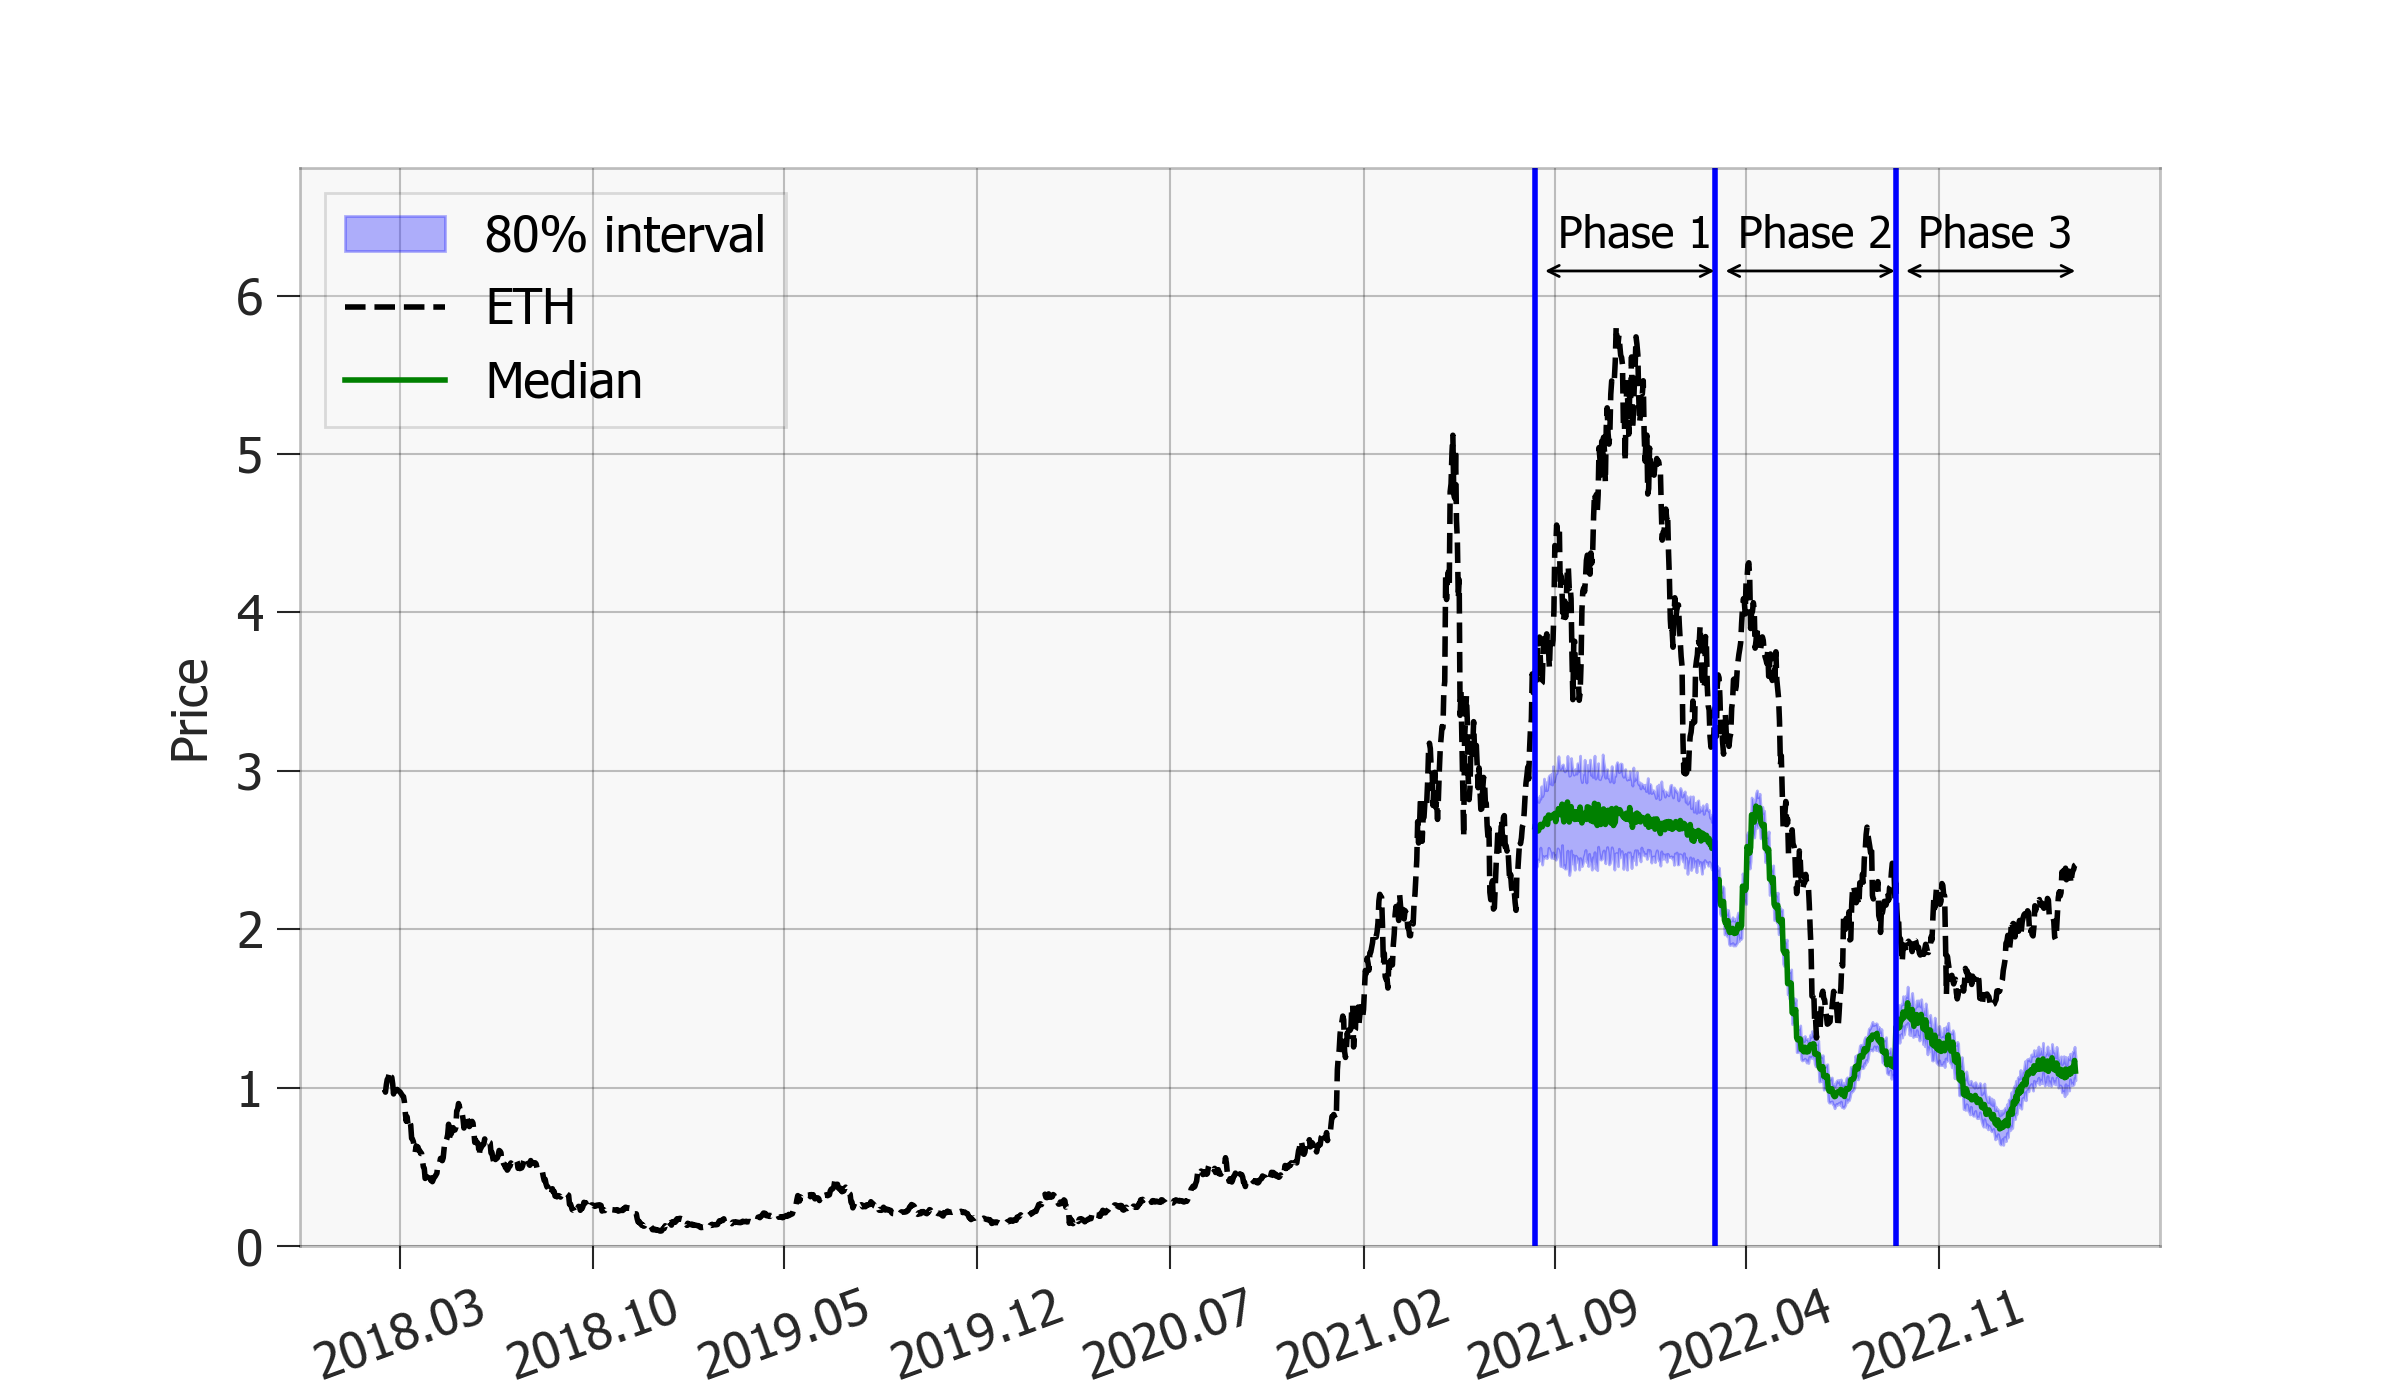 80% interval
ETH
Median
Phase 1
Phase 2
Phase 3
Price
6
5
4
3
2
1
0
2018.03
2018.10
2019.05
2019.12
2020.07
2021.02
2021.09
2022.04
2022.11